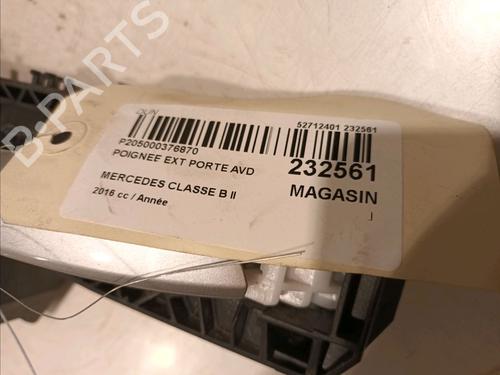 B-PARTS
52712401 232561
P205000376870
POIGNEE EXT PORTE AVD
232561
MERCEDES CLASSE B II
MAGASIN
2016 cc / Année